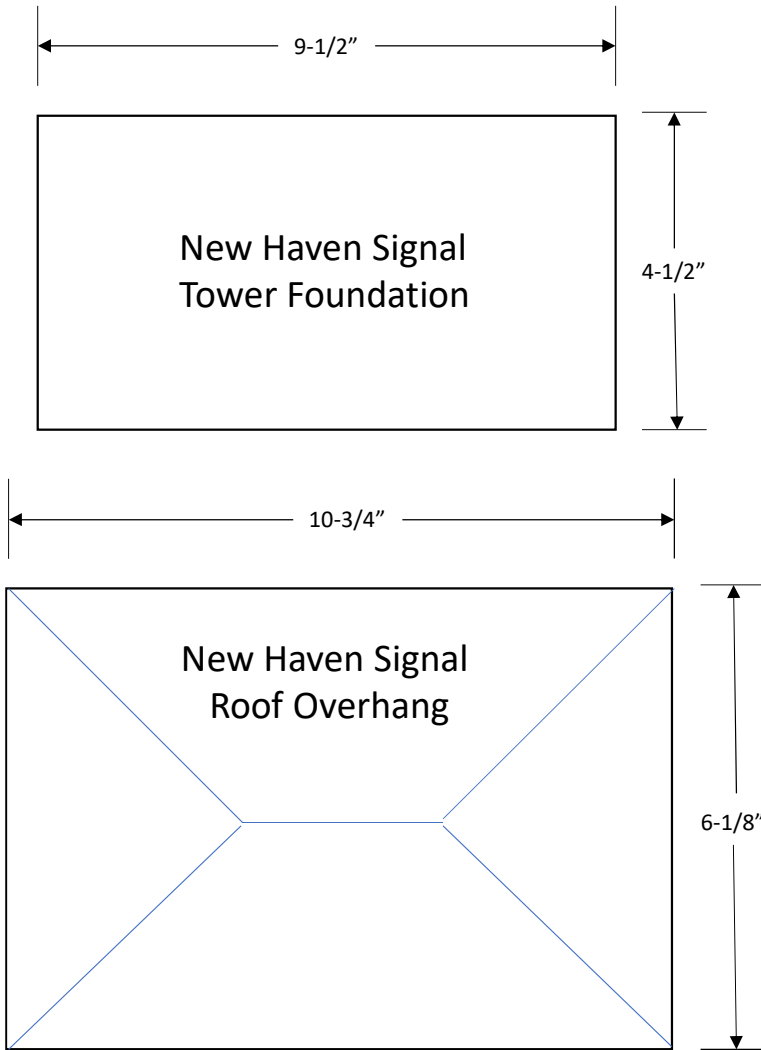 9-1/2”
New Haven Signal
Tower Foundation
4-1/2”
10-3/4”
New Haven Signal
Roof Overhang
6-1/8”